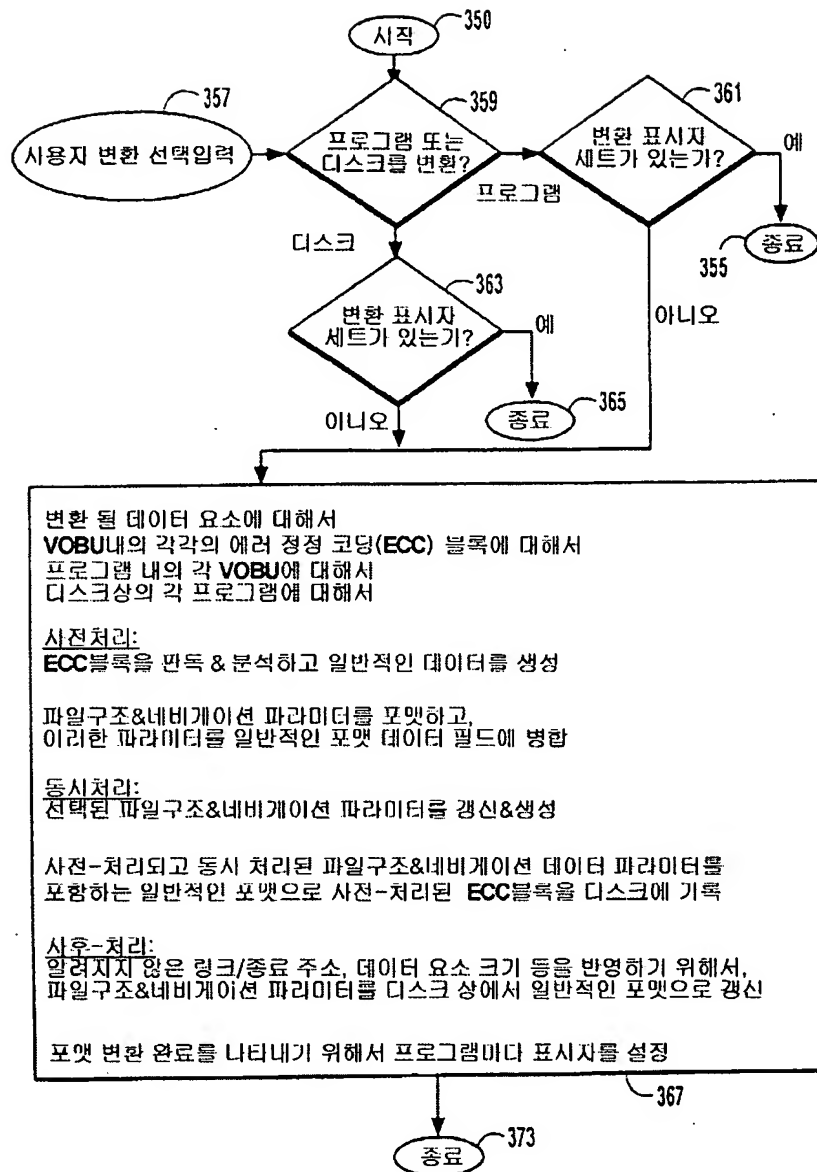 시작
350
357
사용자 변환 선택입력
359
프로그램 또는
디스크를 변환?
프로그램
361
변환 표시자
세트가 있는가?
예
355
종료
디스크
363
변환 표시자
세트가 있는가?
예
365
종료
아니오
아니오
변환 될 데이터 요소에 대해서
VOBU내의 각각의 에러 정정 코딩(ECC) 블록에 대해서
프로그램 내의 각 VOBU에 대해서
디스크상의 각 프로그램에 대해서
사전처리:
ECC블록을 판독 & 분석하고 일반적인 데이터를 생성
파일구조&네비게이션 파라미터를 포맷하고,
이러한 파라미터를 일반적인 포맷 데이터 필드에 병합
동시처리:
선택된 파일구조&네비게이션 파라미터를 갱신&생성
사전-처리되고 동시 처리된 파일구조&네비게이션 데이터 파라미터를
포함하는 일반적인 포맷으로 사전-처리된 ECC블록을 디스크에 기록
사후-처리:
알려지지 않은 링크/종료 주소, 데이터 요소 크기 등을 반영하기 위해서,
파일구조&네비게이션 파라미터를 디스크 상에서 일반적인 포맷으로 갱신
포맷 변환 완료를 나타내기 위해서 프로그램마다 표시자를 설정
367
종료
373